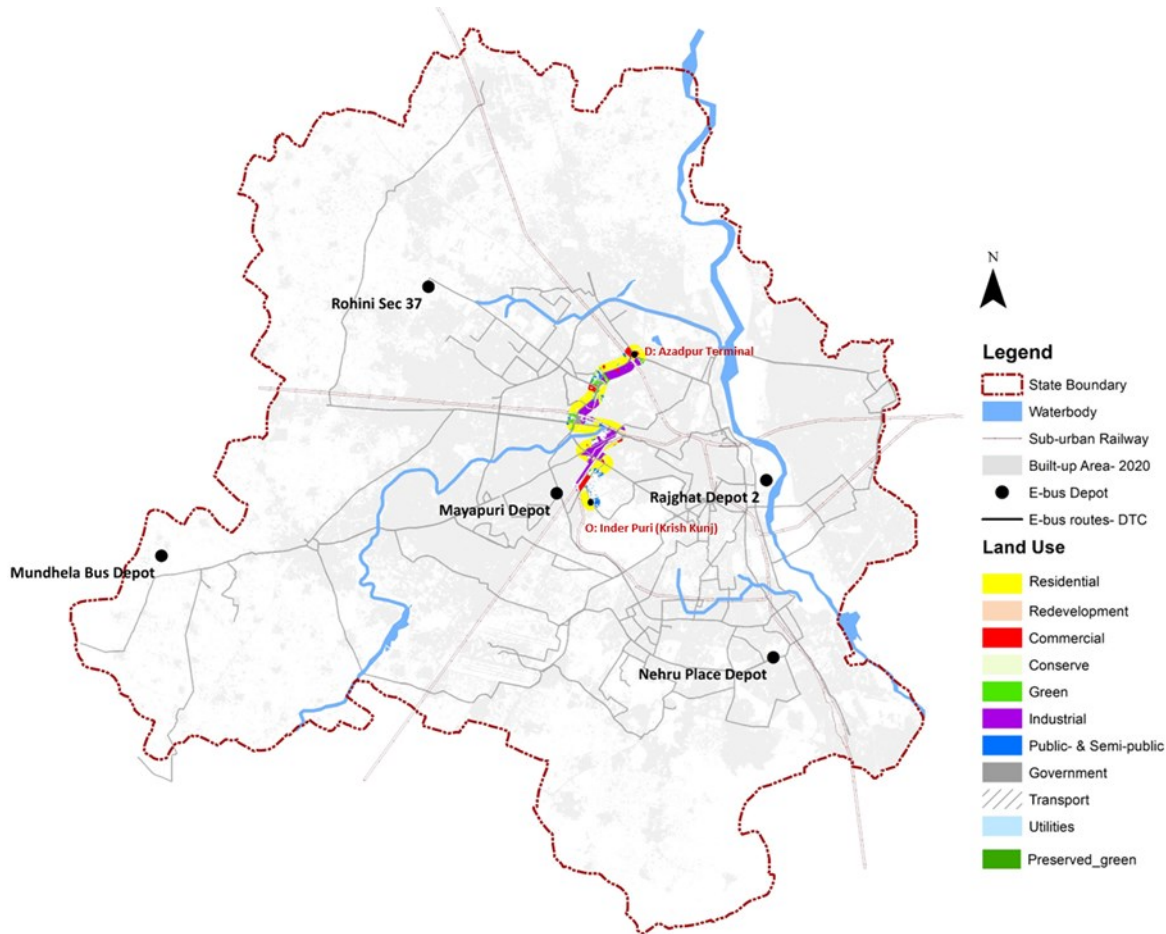 Rohini Sec 37
D: Azadpur Terminal
Mayapuri Depot
Rajghat Depot 2
O: Inder Puri (Krish Kunj)
Mundhela Bus Depot
Nehru Place Depot
N
Legend
State Boundary
Waterbody
Sub-urban Railway
Built-up Area- 2020
E-bus Depot
E-bus routes- DTC
Land Use
Residential
Redevelopment
Commercial
Conserve
Green
Industrial
Public- & Semi-public
Government
Transport
Utilities
Preserved_green